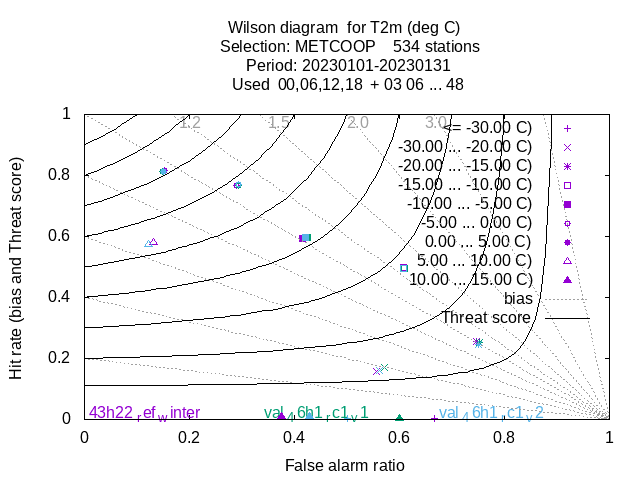 Wilson diagram  for T2m (deg C)
Selection: METCOOP    534 stations
Period: 20230101-20230131
Used  00,06,12,18  + 03 06 ... 48
Hit rate (bias and Threat score)
1
0.8
0.6
0.4
0.2
0
1.2
1.5
2.0
3.0
<= -30.00 C)
-30.00 ... -20.00 C)
-20.00 ... -15.00 C)
-15.00 ... -10.00 C)
-10.00 ... -5.00 C)
-5.00 ... 0.00 C)
0.00 ... 5.00 C)
5.00 ... 10.00 C)
10.00 ... 15.00 C)
bias
Threat score
43h22_ref_winter
val_46h1_rc1_v1
val_46h1_rc1_v2
0
0.2
0.4
0.6
0.8
1
False alarm ratio